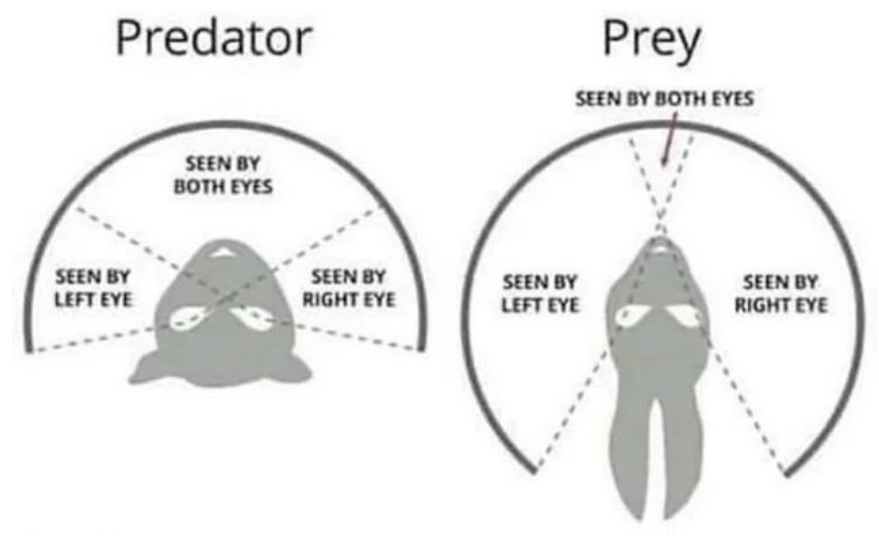 Predator
SEEN BY
BOTH EYES
SEEN BY
LEFT EYE
SEEN BY
RIGHT EYE
Prey
SEEN BY BOTH EYES
SEEN BY
LEFT EYE
SEEN BY
RIGHT EYE